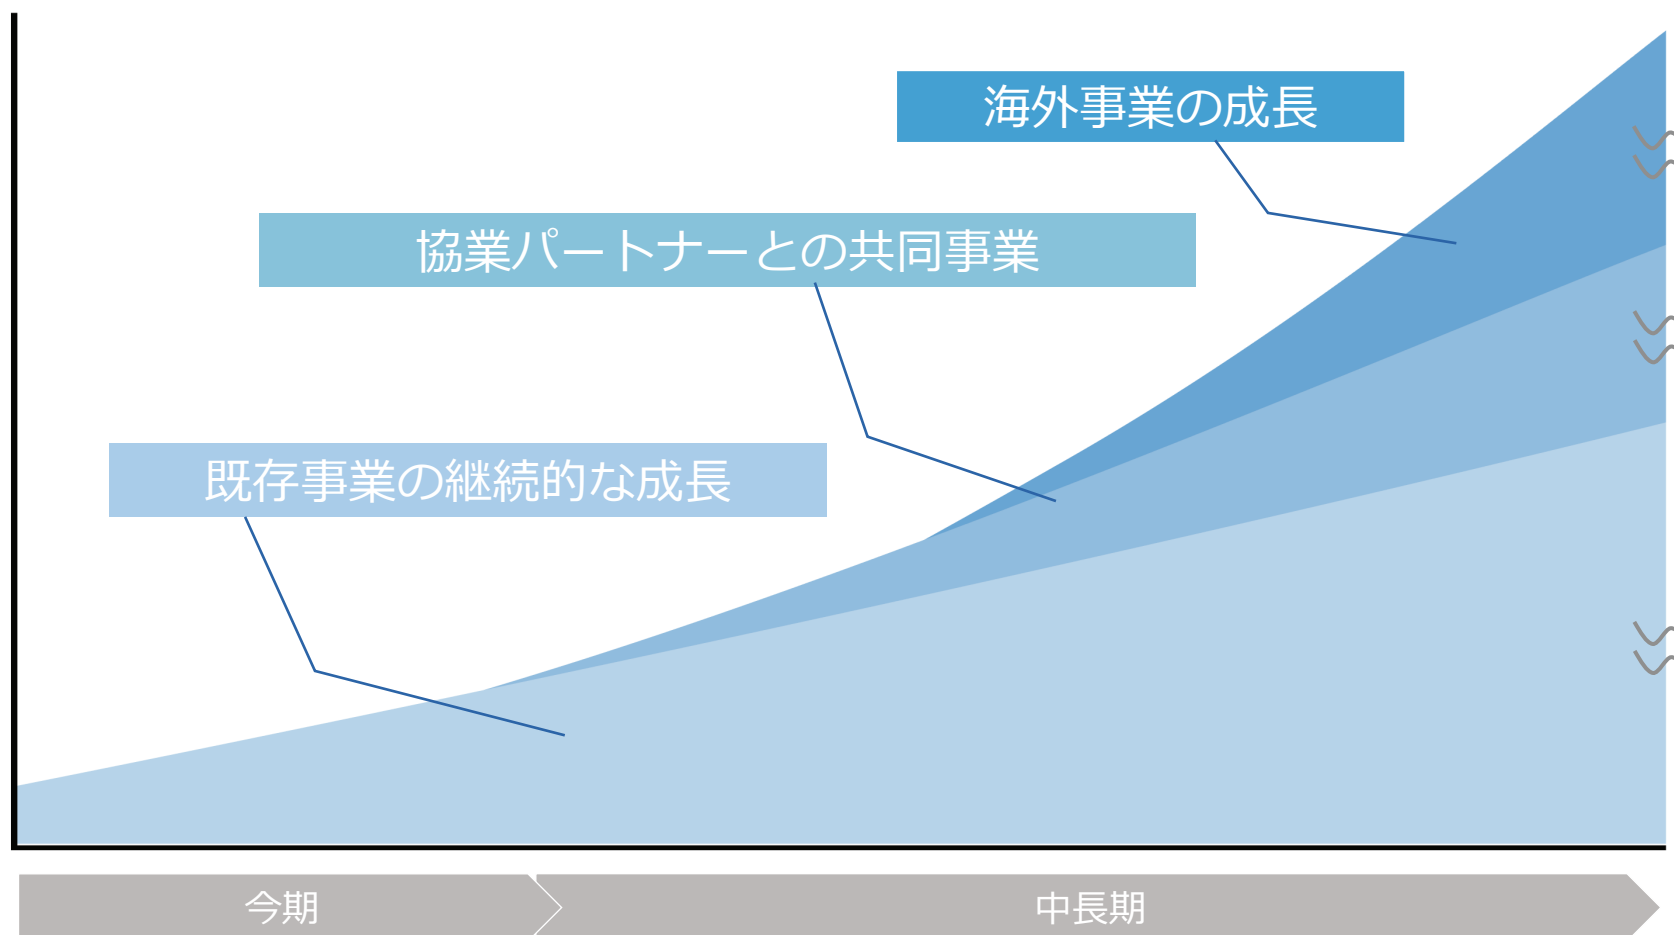 海外事業の成長
協業パートナーとの共同事業
既存事業の継続的な成長
今期
中長期